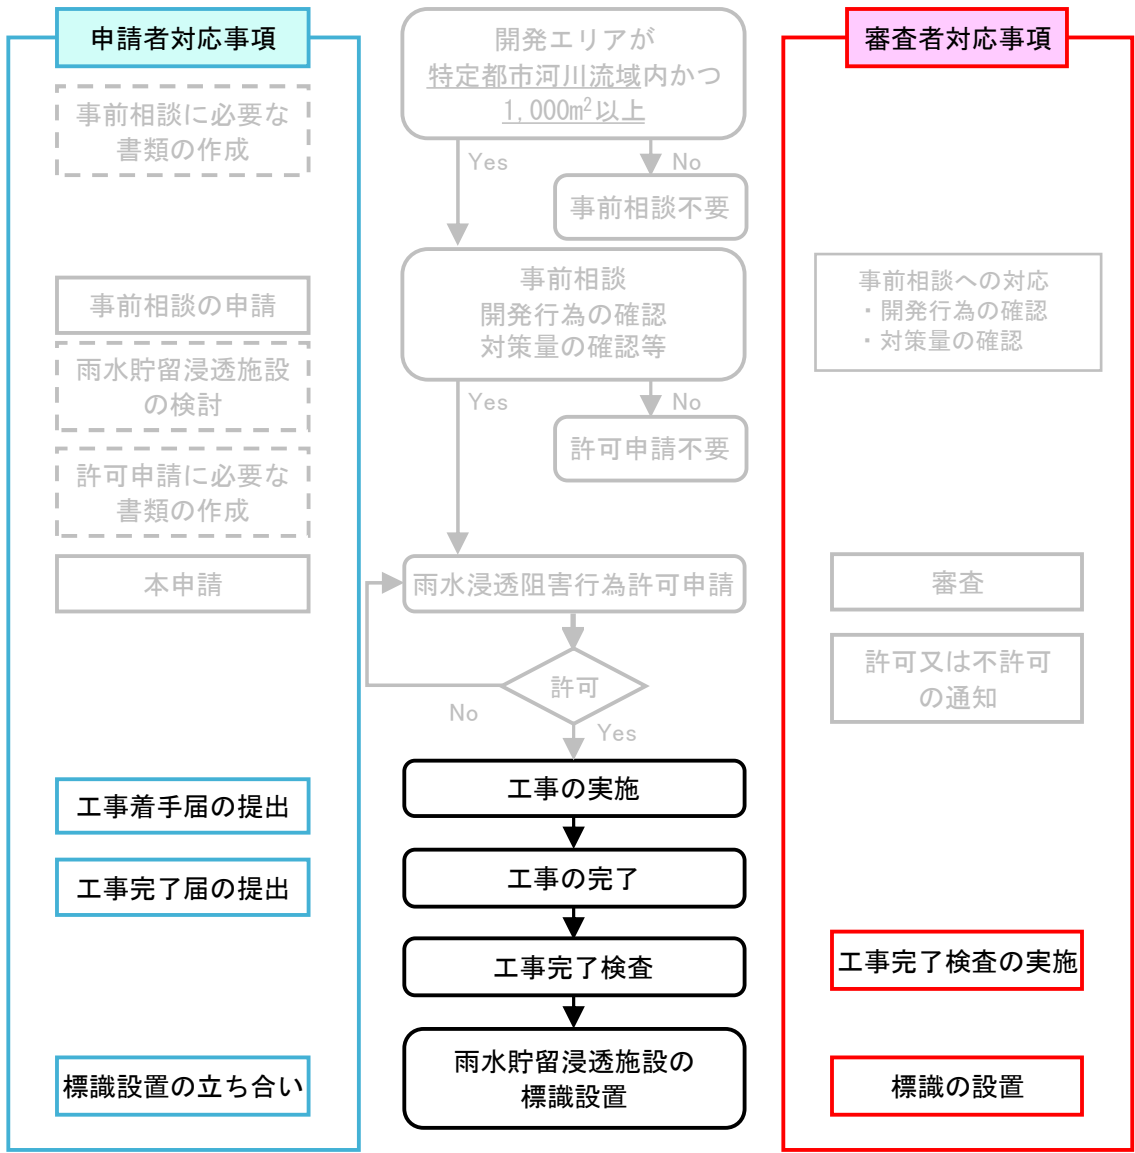 申請者対応事項
事前相談に必要な
書類の作成
事前相談の申請
雨水貯留浸透施設
の検討
許可申請に必要な
書類の作成
本申請
工事着手届の提出
工事完了届の提出
標識設置の立ち合い
開発エリアが
特定都市河川流域内かつ
1,000m²以上
Yes
No
事前相談不要
事前相談
開発行為の確認
対策量の確認等
Yes
No
許可申請不要
雨水浸透阻害行為許可申請
許可
No
Yes
工事の実施
工事の完了
工事完了検査
雨水貯留浸透施設の
標識設置
審査者対応事項
事前相談への対応
・開発行為の確認
・対策量の確認
審査
許可又は不許可
の通知
工事完了検査の実施
標識の設置